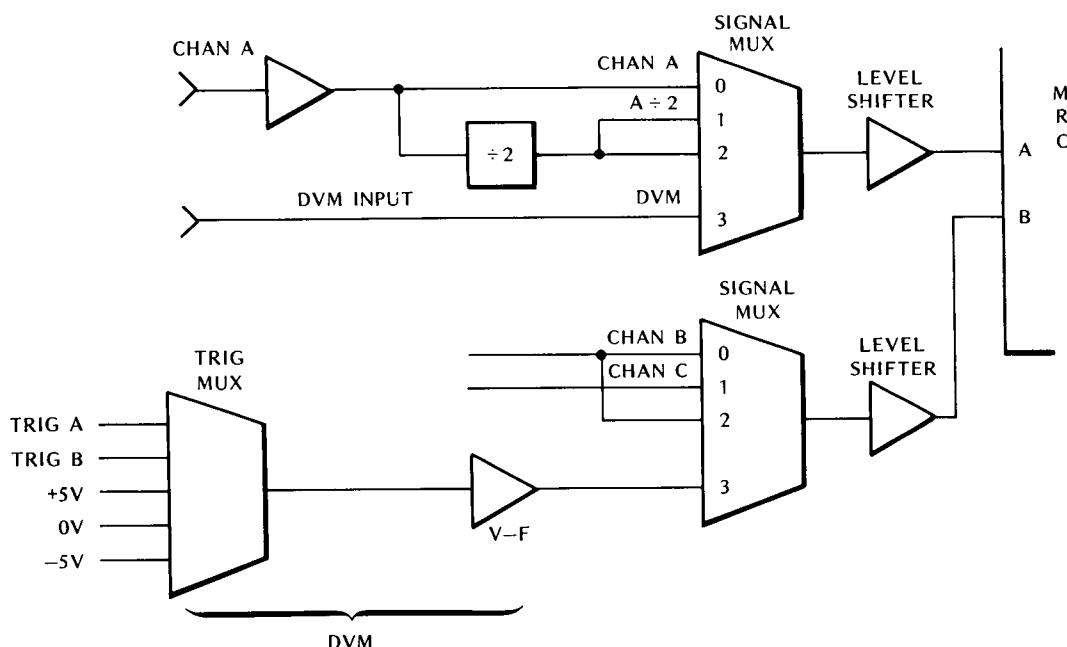 SIGNAL
MUX
CHAN A
CHAN A
0
A ÷ 2
1
÷2
2
DVM INPUT
DVM
3
LEVEL
SHIFTER
M
R
C
A
B
SIGNAL
MUX
CHAN B
0
CHAN C
1
2
3
LEVEL
SHIFTER
TRIG
MUX
TRIG A
TRIG B
+5V
0V
−5V
V−F
DVM